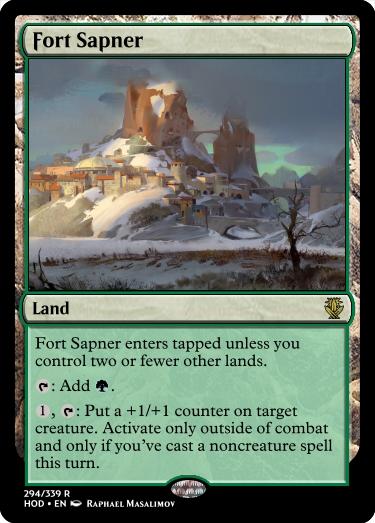 Fort Sapner
Land
Fort Sapner enters tapped unless you
control two or fewer other lands.
: Add .
1, : Put a +1/+1 counter on target
creature. Activate only outside of combat
and only if you've cast a noncreature spell
this turn.
294/339 R
HOD • EN Raphael Masalimov